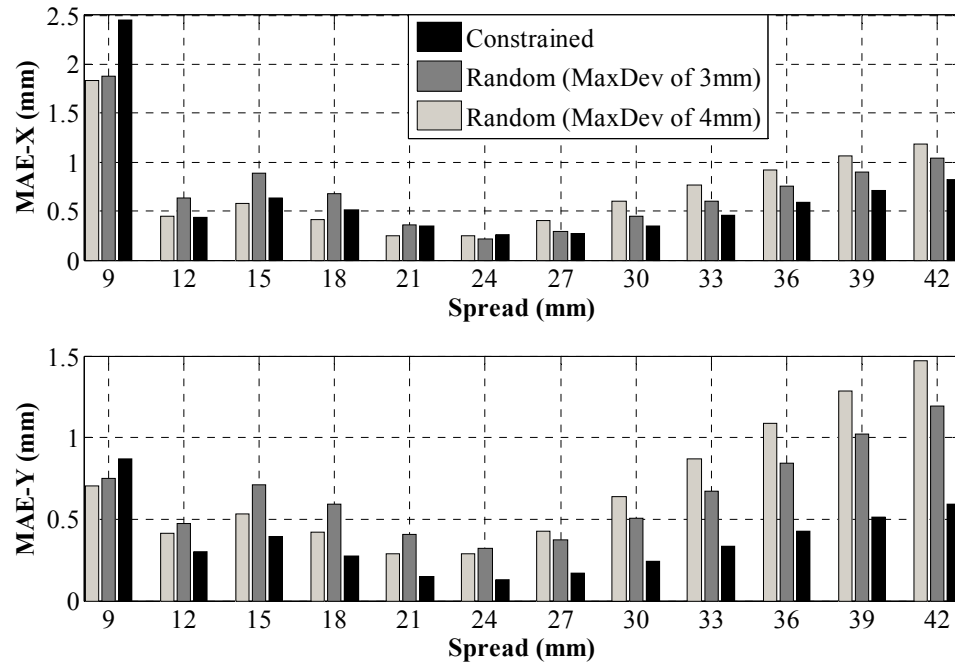 2.5
2
1.5
1
0.5
0
MAE-X (mm)
Constrained
Random (MaxDev of 3mm)
Random (MaxDev of 4mm)
9 12 15 18 21 24 27 30 33 36 39 42
Spread (mm)
1.5
1
0.5
0
MAE-Y (mm)
9 12 15 18 21 24 27 30 33 36 39 42
Spread (mm)